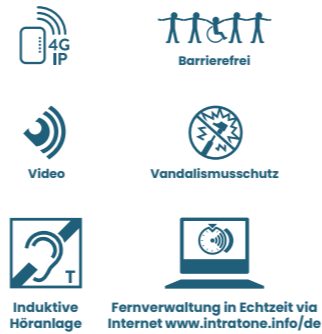 4G
IP
Barrierefrei
Video
Vandalismusschutz
T
Induktive
Höranlage
Fernverwaltung in Echtzeit via
Internet www.intratone.info/de